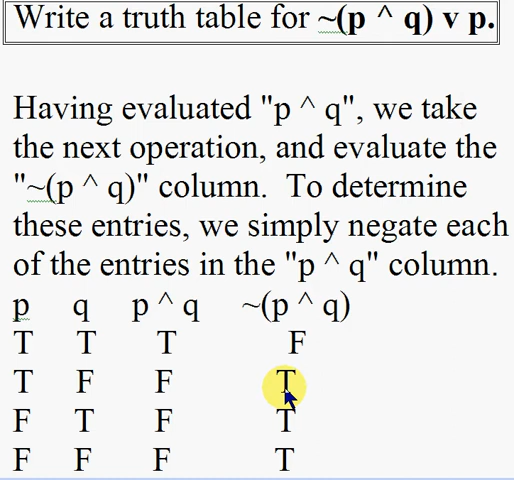 Write a truth table for ~(p ^ q) v p.
Having evaluated "p ^ q", we take
the next operation, and evaluate the
"~(p ^ q)" column.  To determine
these entries, we simply negate each
of the entries in the "p ^ q" column.
p q p ^ q ~(p ^ q)
T T T F
T F F T
F T F T
F F F T